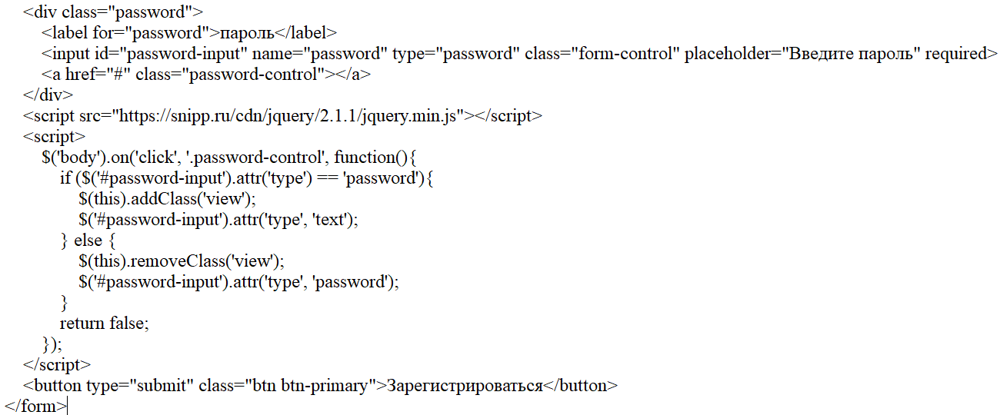 <div class="password">
<label for="password">пароль</label>
<input id="password-input" name="password" type="password" class="form-control" placeholder="Введите пароль" required>
<a href="#" class="password-control"></a>
</div>
<script src="https://snipp.ru/cdn/jquery/2.1.1/jquery.min.js"></script>
<script>
$('body').on('click', '.password-control', function(){
if ($('#password-input').attr('type') == 'password'){
$(this).addClass('view');
$('#password-input').attr('type', 'text');
} else {
$(this).removeClass('view');
$('#password-input').attr('type', 'password');
}
return false;
});
</script>
<button type="submit" class="btn btn-primary">Зарегистрироваться</button>
</form>